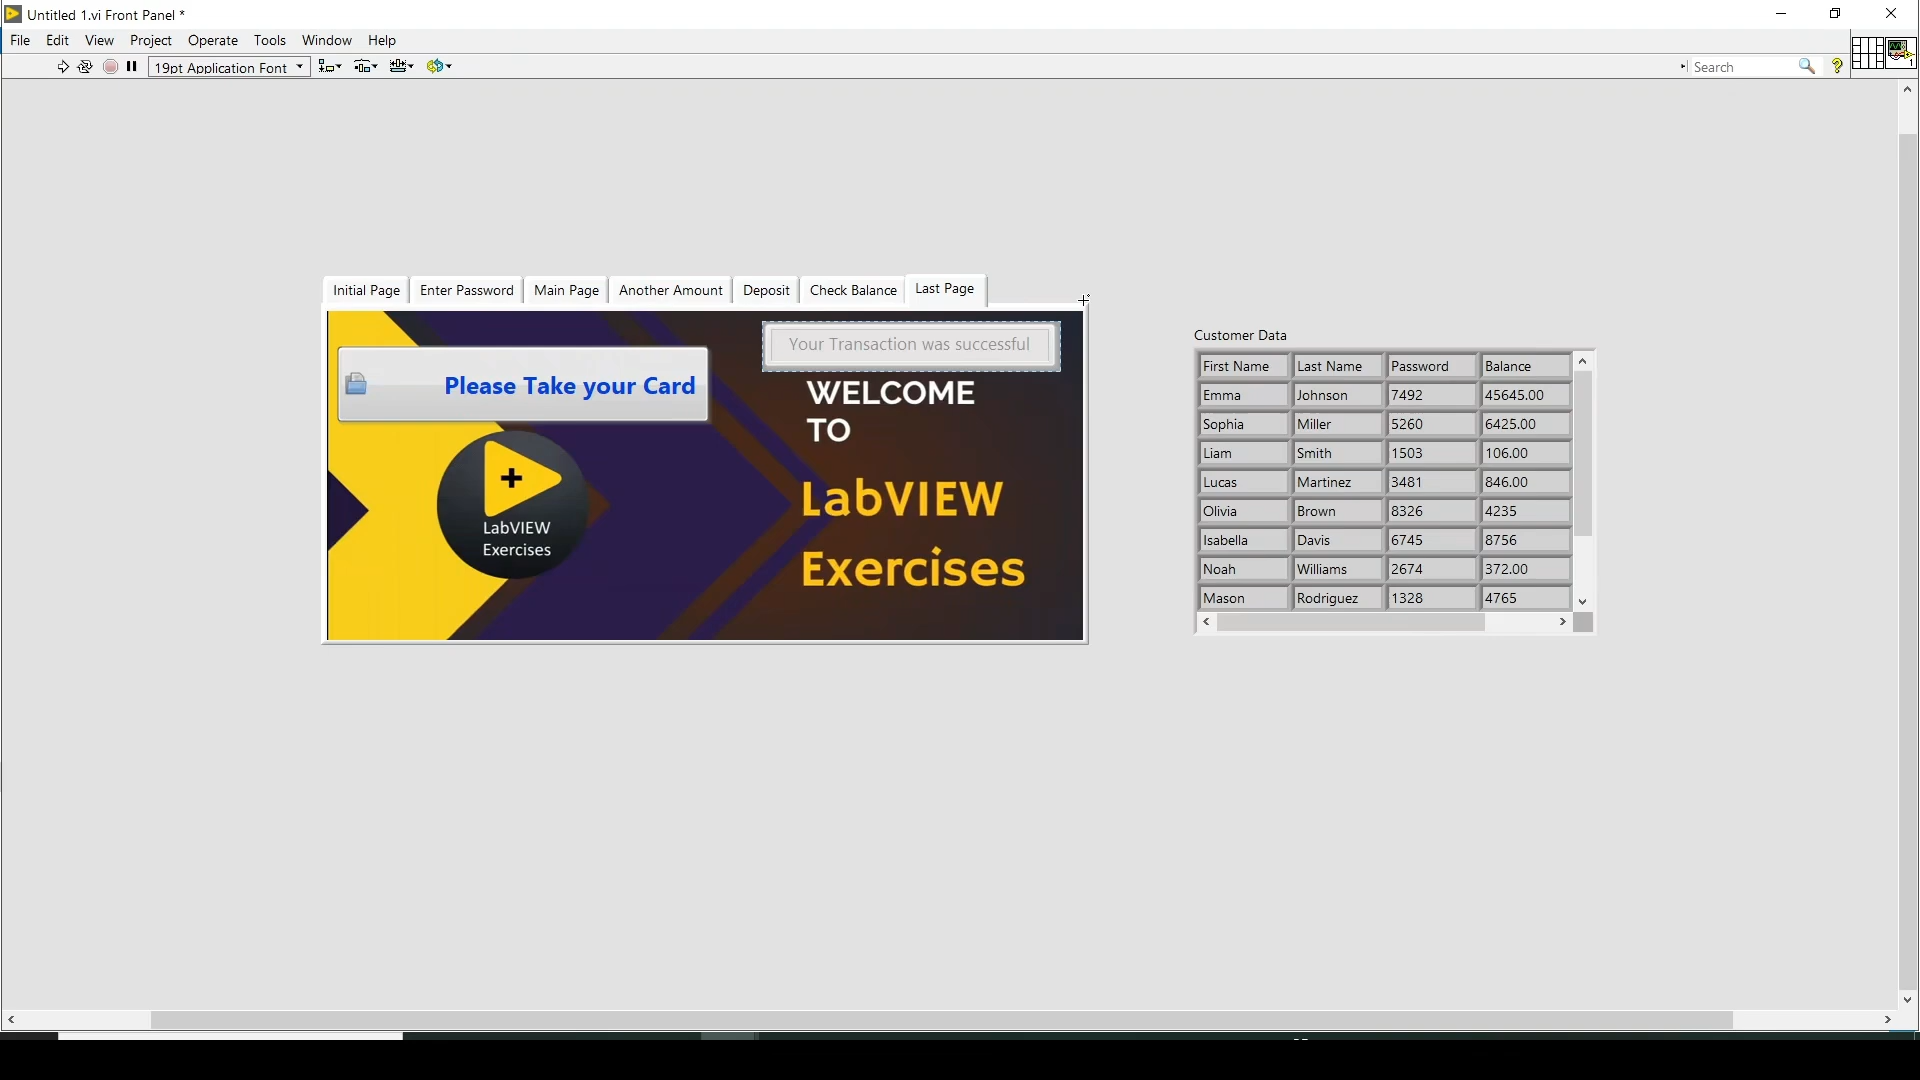 Untitled 1.vi Front Panel *
File Edit View Project Operate Tools Window Help
19pt Application Font
Search
?
1
Initial Page Enter Password Main Page Another Amount Deposit Check Balance Last Page
Your Transaction was successful
Please Take your Card
WELCOME
TO
LabVIEW
Exercises
LabVIEW
Exercises
Customer Data
First Name Last Name Password Balance
Emma Johnson 7492 45645.00
Sophia Miller 5260 6425.00
Liam Smith 1503 106.00
Lucas Martinez 3481 846.00
Olivia Brown 8326 4235
Isabella Davis 6745 8756
Noah Williams 2674 372.00
Mason Rodriguez 1328 4765